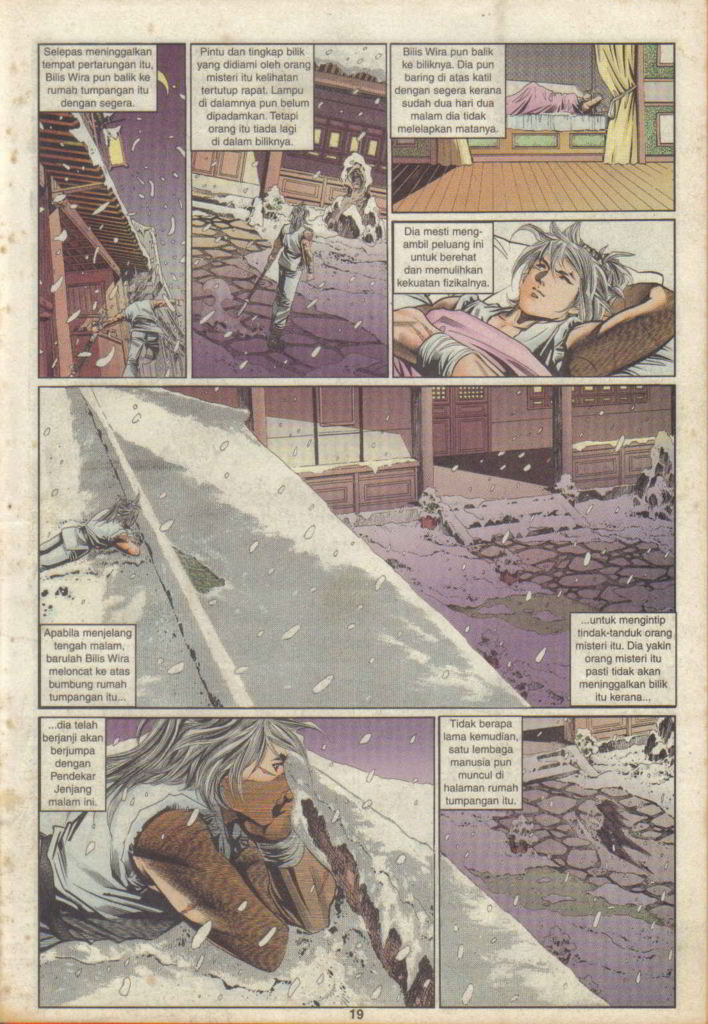 Selepas meninggalkan
tempat pertarungan itu,
Bilis Wira pun balik ke
rumah tumpangan itu
dengan segera.
Pintu dan tingkap bilik
yang didiami oleh orang
misteri itu kelihatan
tertutup rapat. Lampu
di dalamnya pun belum
dipadamkan. Tetapi
orang itu tiada lagi
di dalam biliknya.
Bilis Wira pun balik
ke biliknya. Dia pun
baring di atas katil
dengan segera kerana
sudah dua hari dua
malam dia tidak
melelapkan matanya.
Dia mesti meng-
ambil peluang ini
untuk berehat
dan memulihkan
kekuatan fizikalnya.
Apabila menjelang
tengah malam,
barulah Bilis Wira
meloncat ke atas
bumbung rumah
tumpangan itu...
...untuk mengintip
tindak-tanduk orang
misteri itu. Dia yakin
orang misteri itu
pasti tidak akan
meninggalkan bilik
itu kerana...
...dia telah
berjanji akan
berjumpa
dengan
Pendekar
Jenjang
malam ini.
Tidak berapa
lama kemudian,
satu lembaga
manusia pun
muncul di
halaman rumah
tumpangan itu.
19